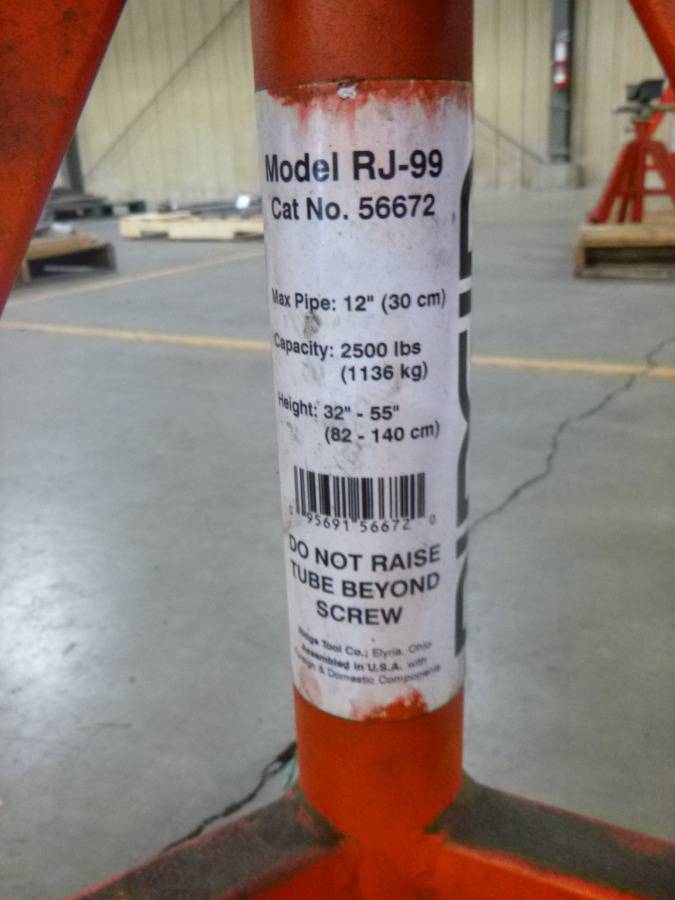 Model RJ-99
Cat No. 56672
Max Pipe: 12" (30 cm)
Capacity: 2500 lbs
(1136 kg)
Height: 32" - 55"
(82 - 140 cm)
0 95691 56672 0
DO NOT RAISE
TUBE BEYOND
SCREW
Ridge Tool Co.; Elyria, Ohio
Assembled in U.S.A. with
Foreign & Domestic Components